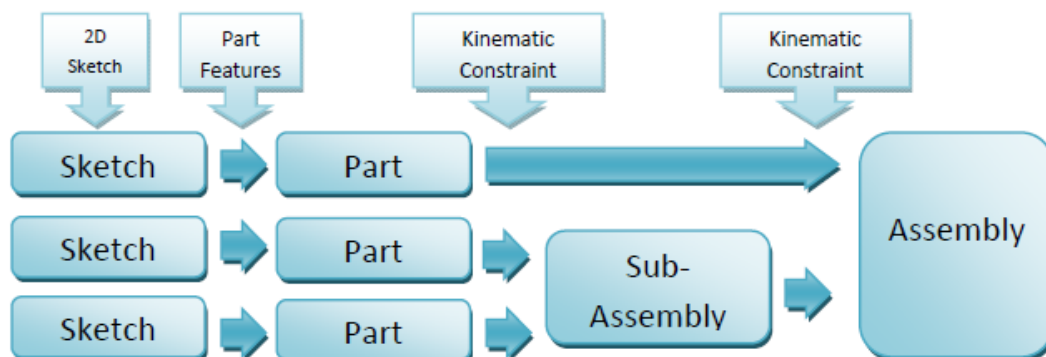 2D
Sketch
Part
Features
Kinematic
Constraint
Kinematic
Constraint
Sketch
Part
Sketch
Part
Sub-
Assembly
Assembly
Sketch
Part